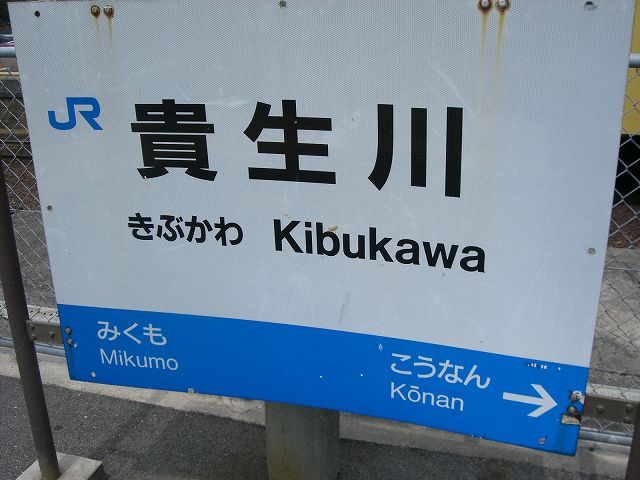 JR 貴生川
きぶかわ Kibukawa
みくも
Mikumo
こうなん
Kōnan →